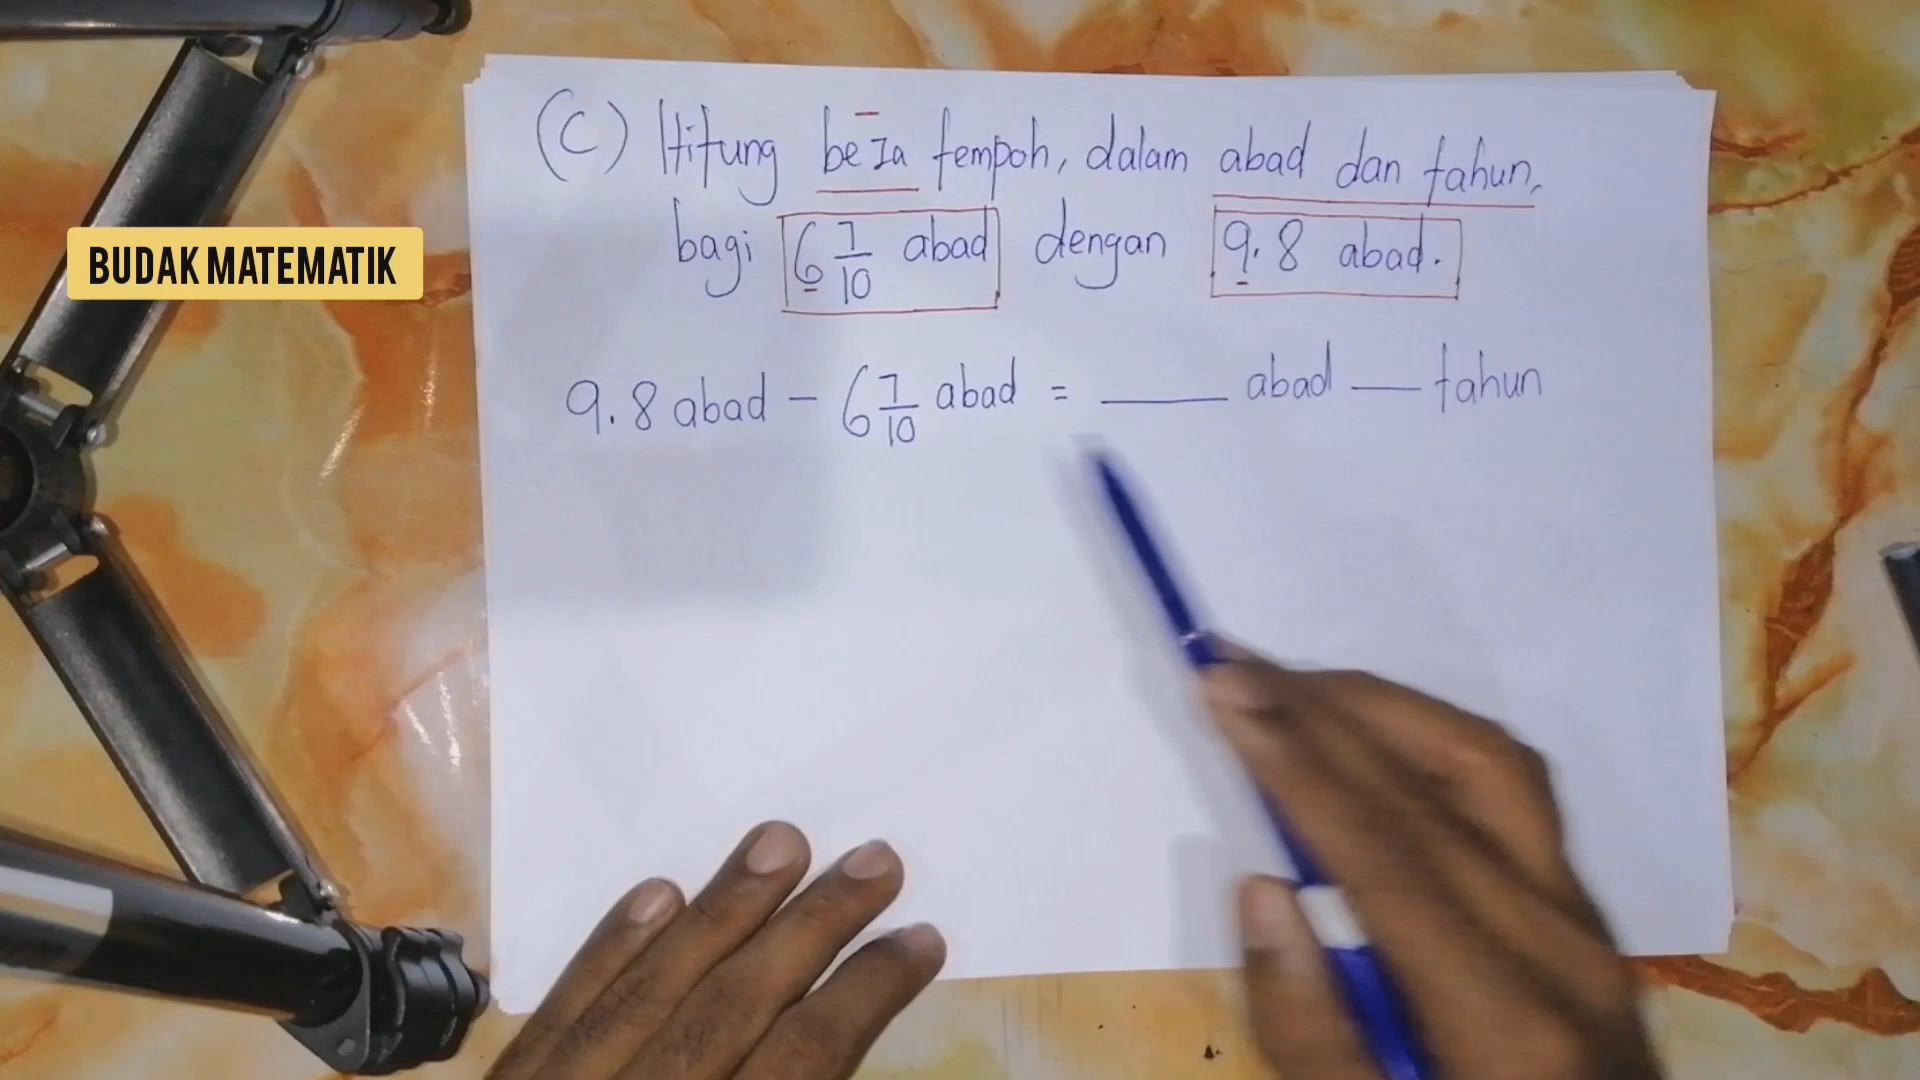 (C) Hitung beza tempoh, dalam abad dan tahun,
bagi 6 7/10 abad dengan 9.8 abad.
BUDAK MATEMATIK
9.8 abad - 6 7/10 abad = ____ abad ___ tahun